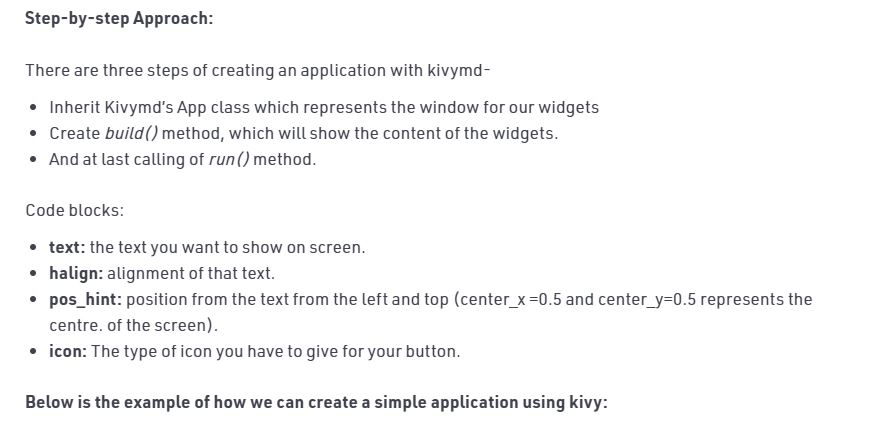 Step-by-step Approach:
There are three steps of creating an application with kivymd-
• Inherit Kivymd's App class which represents the window for our widgets
• Create build() method, which will show the content of the widgets.
• And at last calling of run() method.
Code blocks:
• text: the text you want to show on screen.
• halign: alignment of that text.
• pos_hint: position from the text from the left and top (center_x =0.5 and center_y=0.5 represents the
centre. of the screen).
• icon: The type of icon you have to give for your button.
Below is the example of how we can create a simple application using kivy: